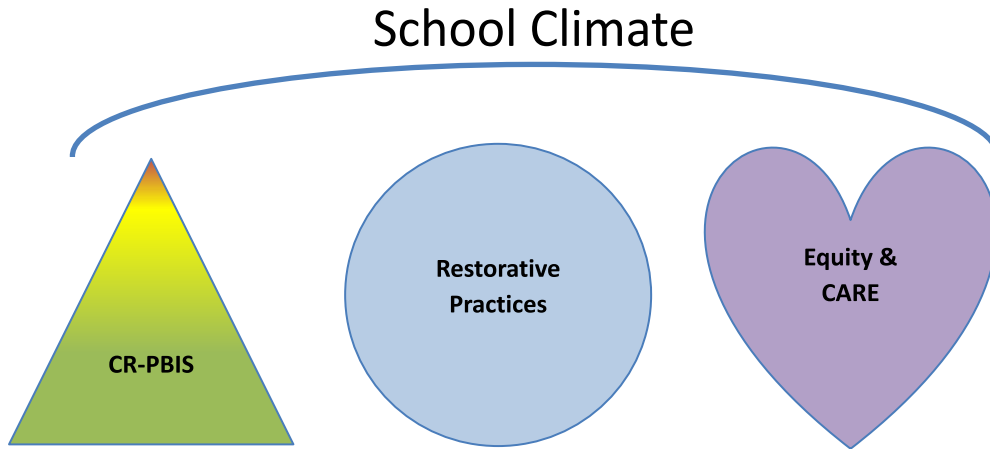 School Climate
CR-PBIS
Restorative
Practices
Equity &
CARE